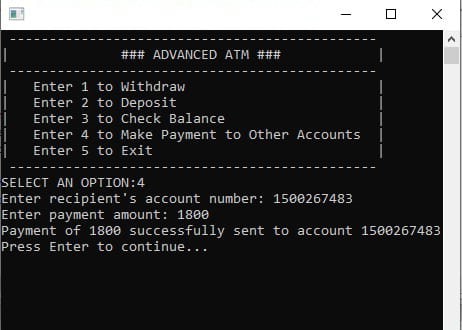 ### ADVANCED ATM ###
Enter 1 to Withdraw
Enter 2 to Deposit
Enter 3 to Check Balance
Enter 4 to Make Payment to Other Accounts
Enter 5 to Exit
SELECT AN OPTION:4
Enter recipient's account number: 1500267483
Enter payment amount: 1800
Payment of 1800 successfully sent to account 1500267483
Press Enter to continue...